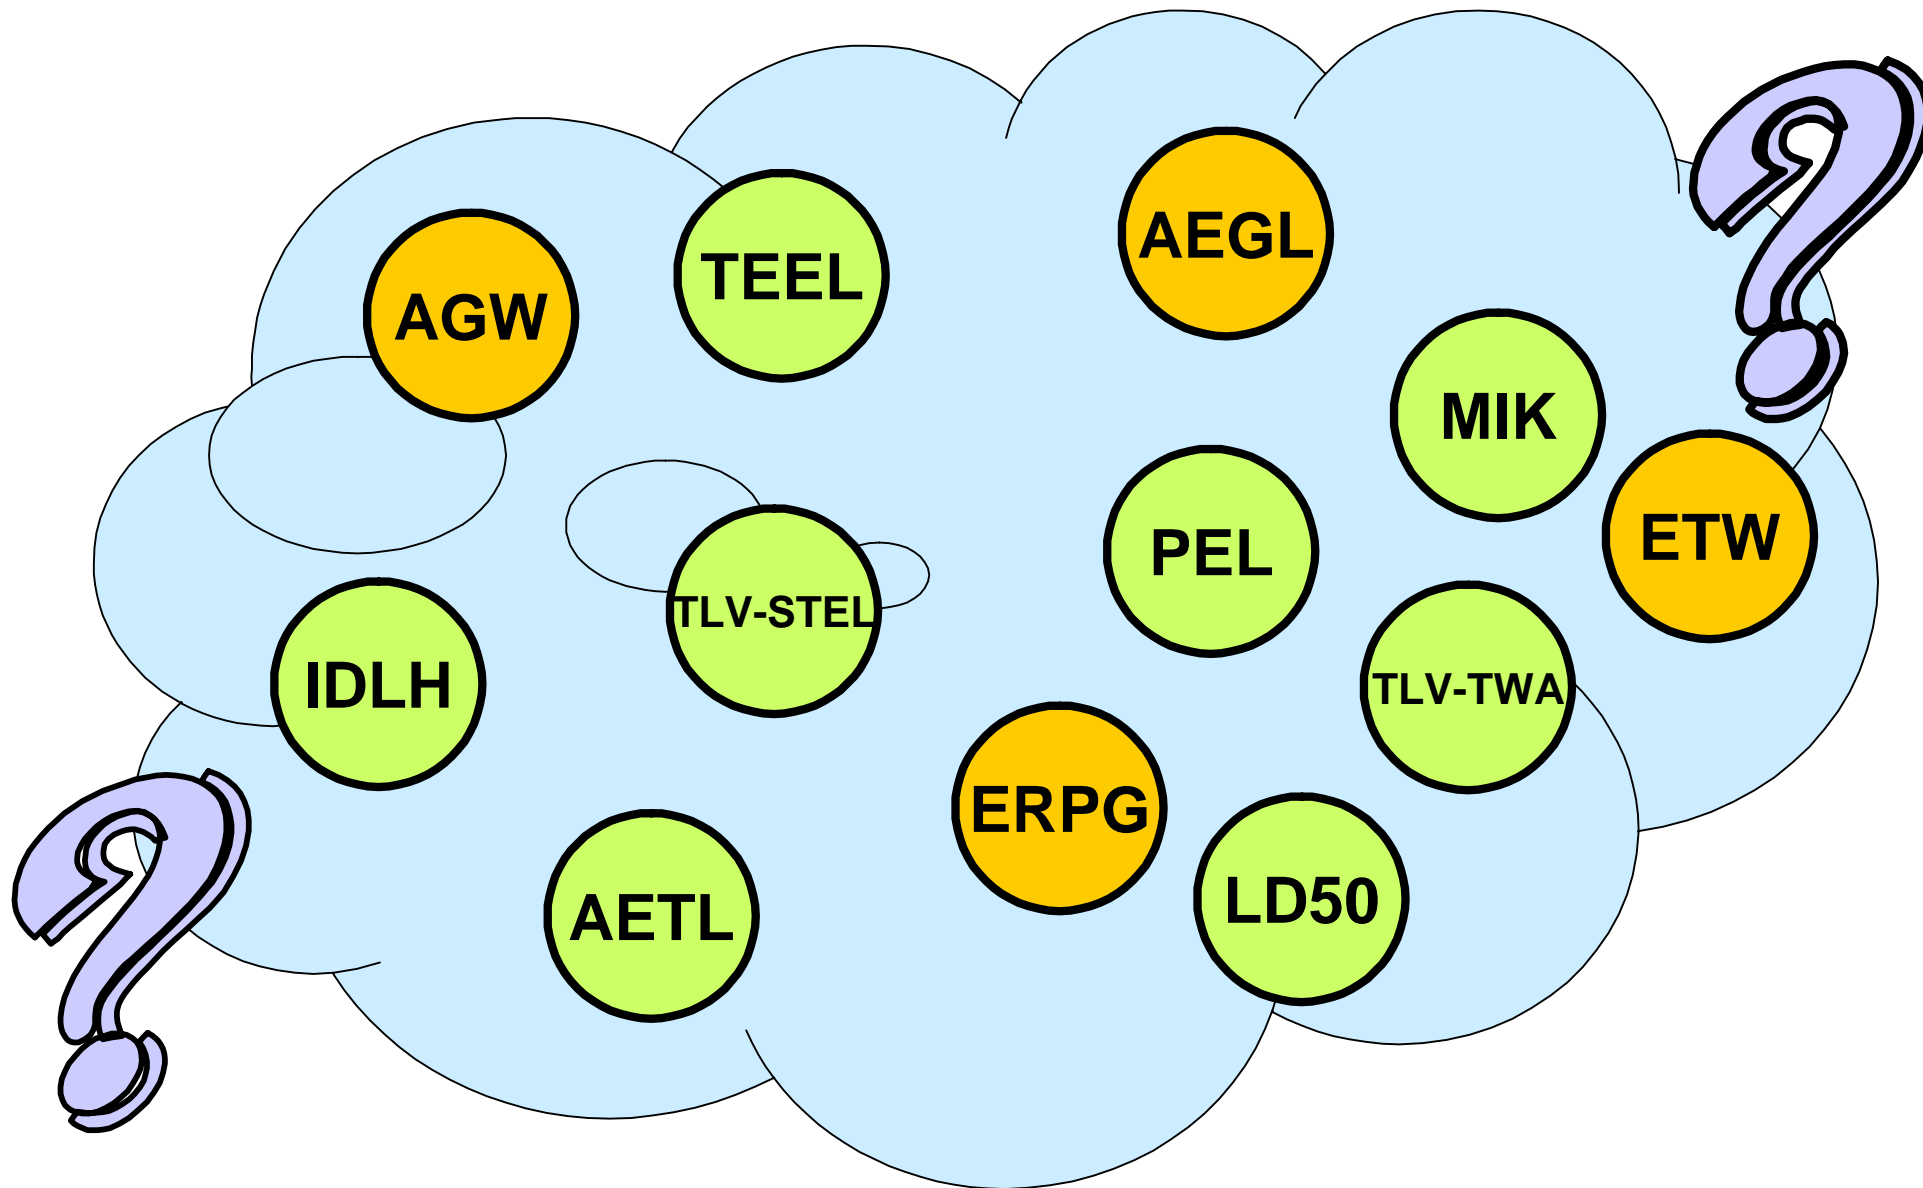 AEGL
TEEL
AGW
MIK
ETW
PEL
TLV-STEL
IDLH
TLV-TWA
ERPG
LD50
AETL